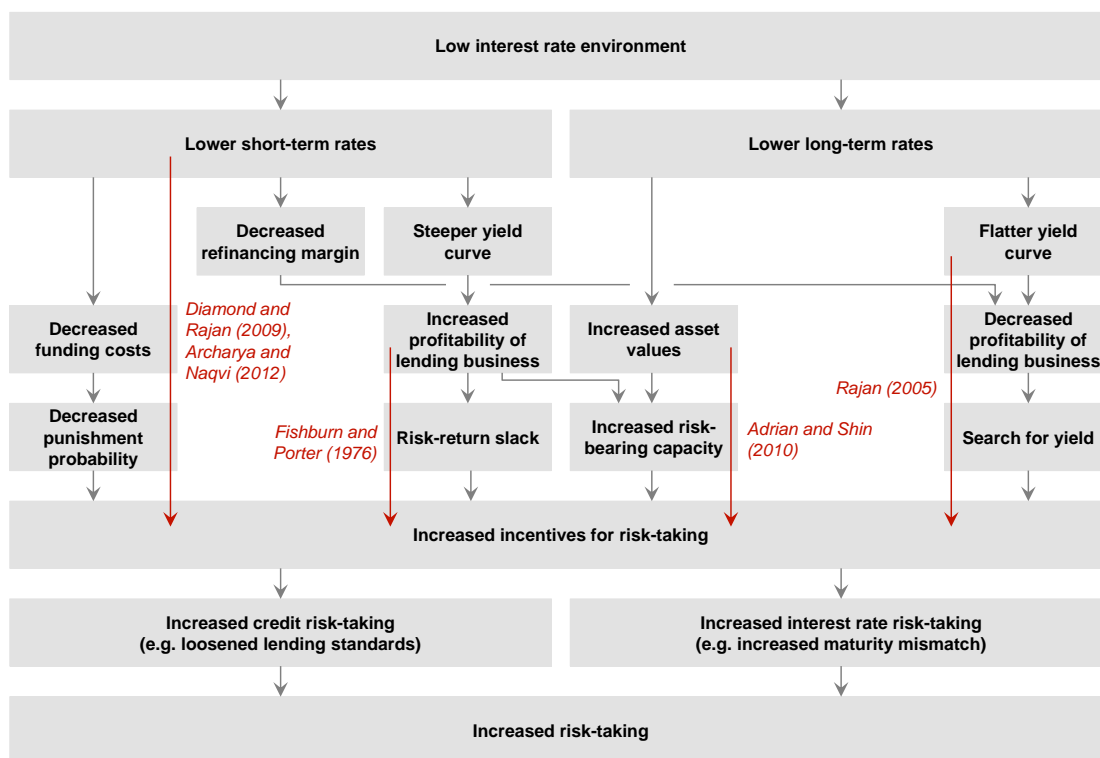 Low interest rate environment
Lower short-term rates
Lower long-term rates
Decreased
refinancing margin
Steeper yield
curve
Flatter yield
curve
Decreased
funding costs
Diamond and
Rajan (2009),
Archarya and
Naqvi (2012)
Increased
profitability of
lending business
Increased asset
values
Decreased
profitability of
lending business
Rajan (2005)
Decreased
punishment
probability
Fishburn and
Porter (1976)
Risk-return slack
Increased risk-
bearing capacity
Adrian and Shin
(2010)
Search for yield
Increased incentives for risk-taking
Increased credit risk-taking
(e.g. loosened lending standards)
Increased interest rate risk-taking
(e.g. increased maturity mismatch)
Increased risk-taking